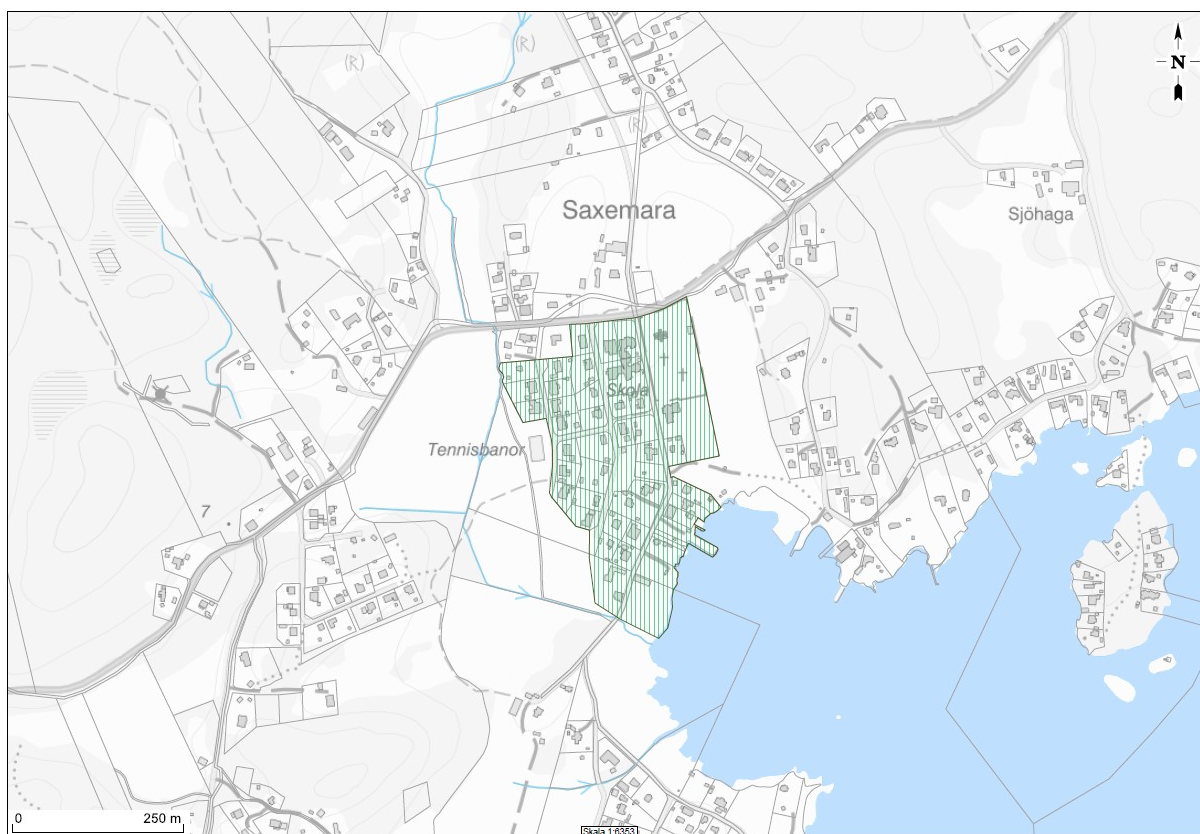 (R)
(R)
N
(R)
Saxemara
Sjöhaga
Skola
Tennisbanor
7
0 250 m
Skala 1:6353